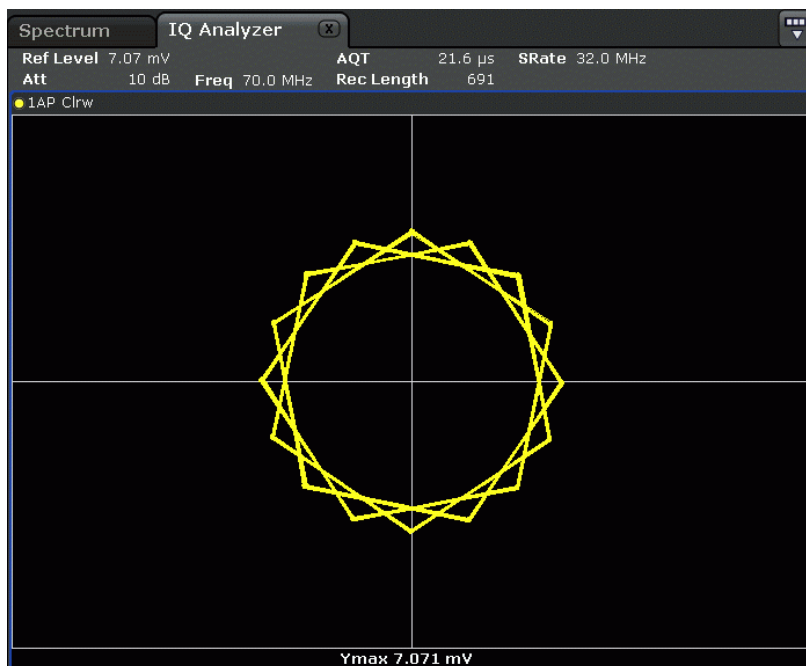 Spectrum IQ Analyzer X
Ref Level 7.07 mV AQT 21.6 µs SRate 32.0 MHz
Att 10 dB Freq 70.0 MHz Rec Length 691
1AP Clrw
Ymax 7.071 mV